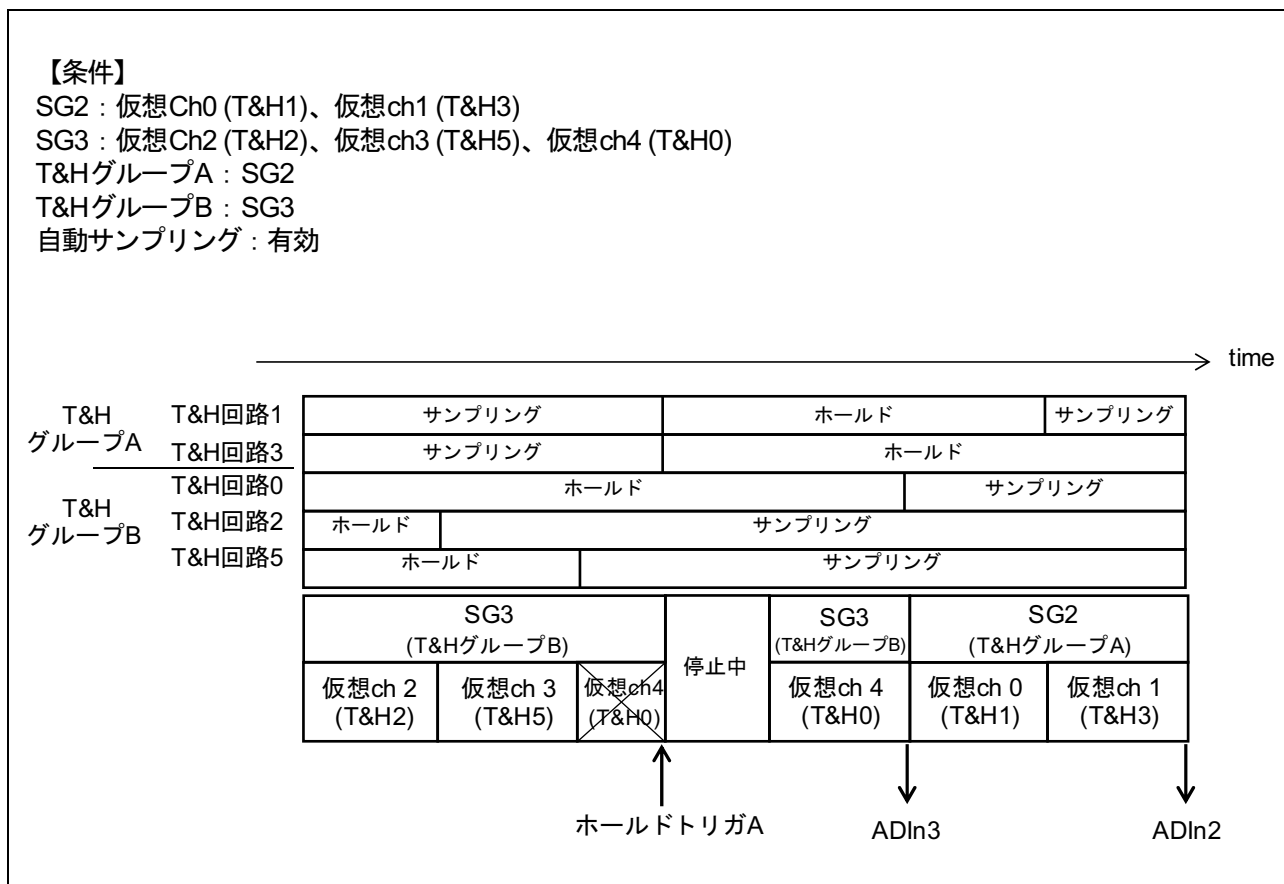 【条件】
SG2：仮想Ch0 (T&H1)、仮想ch1 (T&H3)
SG3：仮想Ch2 (T&H2)、仮想ch3 (T&H5)、仮想ch4 (T&H0)
T&HグループA：SG2
T&HグループB：SG3
自動サンプリング：有効
time
T&H
グループA
T&H回路1
サンプリング
ホールド
サンプリング
T&H回路3
サンプリング
ホールド
T&H
グループB
T&H回路0
ホールド
サンプリング
T&H回路2
ホールド
サンプリング
T&H回路5
ホールド
サンプリング
SG3
(T&HグループB)
停止中
SG3
(T&HグループB)
SG2
(T&HグループA)
仮想ch 2
(T&H2)
仮想ch 3
(T&H5)
仮想ch4
(T&H0)
仮想ch 4
(T&H0)
仮想ch 0
(T&H1)
仮想ch 1
(T&H3)
ホールドトリガA
ADIn3
ADIn2